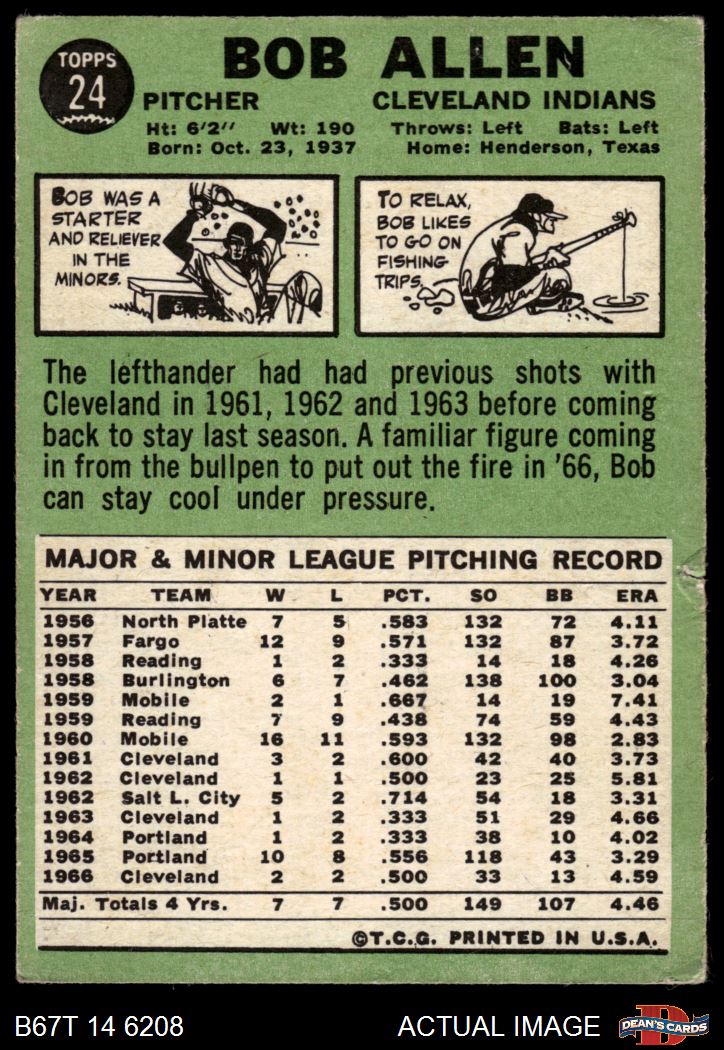 TOPPS
24
BOB ALLEN
PITCHER CLEVELAND INDIANS
Ht: 6'2" Wt: 190 Throws: Left Bats: Left
Born: Oct. 23, 1937 Home: Henderson, Texas
BOB WAS A
STARTER
AND RELIEVER
IN THE
MINORS.
TO RELAX,
BOB LIKES
TO GO ON
FISHING
TRIPS.
The lefthander had had previous shots with
Cleveland in 1961, 1962 and 1963 before coming
back to stay last season. A familiar figure coming
in from the bullpen to put out the fire in '66, Bob
can stay cool under pressure.
MAJOR & MINOR LEAGUE PITCHING RECORD
YEAR TEAM W L PCT. SO BB ERA
1956 North Platte 7 5 .583 132 72 4.11
1957 Fargo 12 9 .571 132 87 3.72
1958 Reading 1 2 .333 14 18 4.26
1958 Burlington 6 7 .462 138 100 3.04
1959 Mobile 2 1 .667 14 19 7.41
1959 Reading 7 9 .438 74 59 4.43
1960 Mobile 16 11 .593 132 98 2.83
1961 Cleveland 3 2 .600 42 40 3.73
1962 Cleveland 1 1 .500 23 25 5.81
1962 Salt L. City 5 2 .714 54 18 3.31
1963 Cleveland 1 2 .333 51 29 4.66
1964 Portland 1 2 .333 38 10 4.02
1965 Portland 10 8 .556 118 43 3.29
1966 Cleveland 2 2 .500 33 13 4.59
Maj. Totals 4 Yrs. 7 7 .500 149 107 4.46
©T.C.G. PRINTED IN U.S.A.
B67T 14 6208 ACTUAL IMAGE
D
DEAN'S CARDS